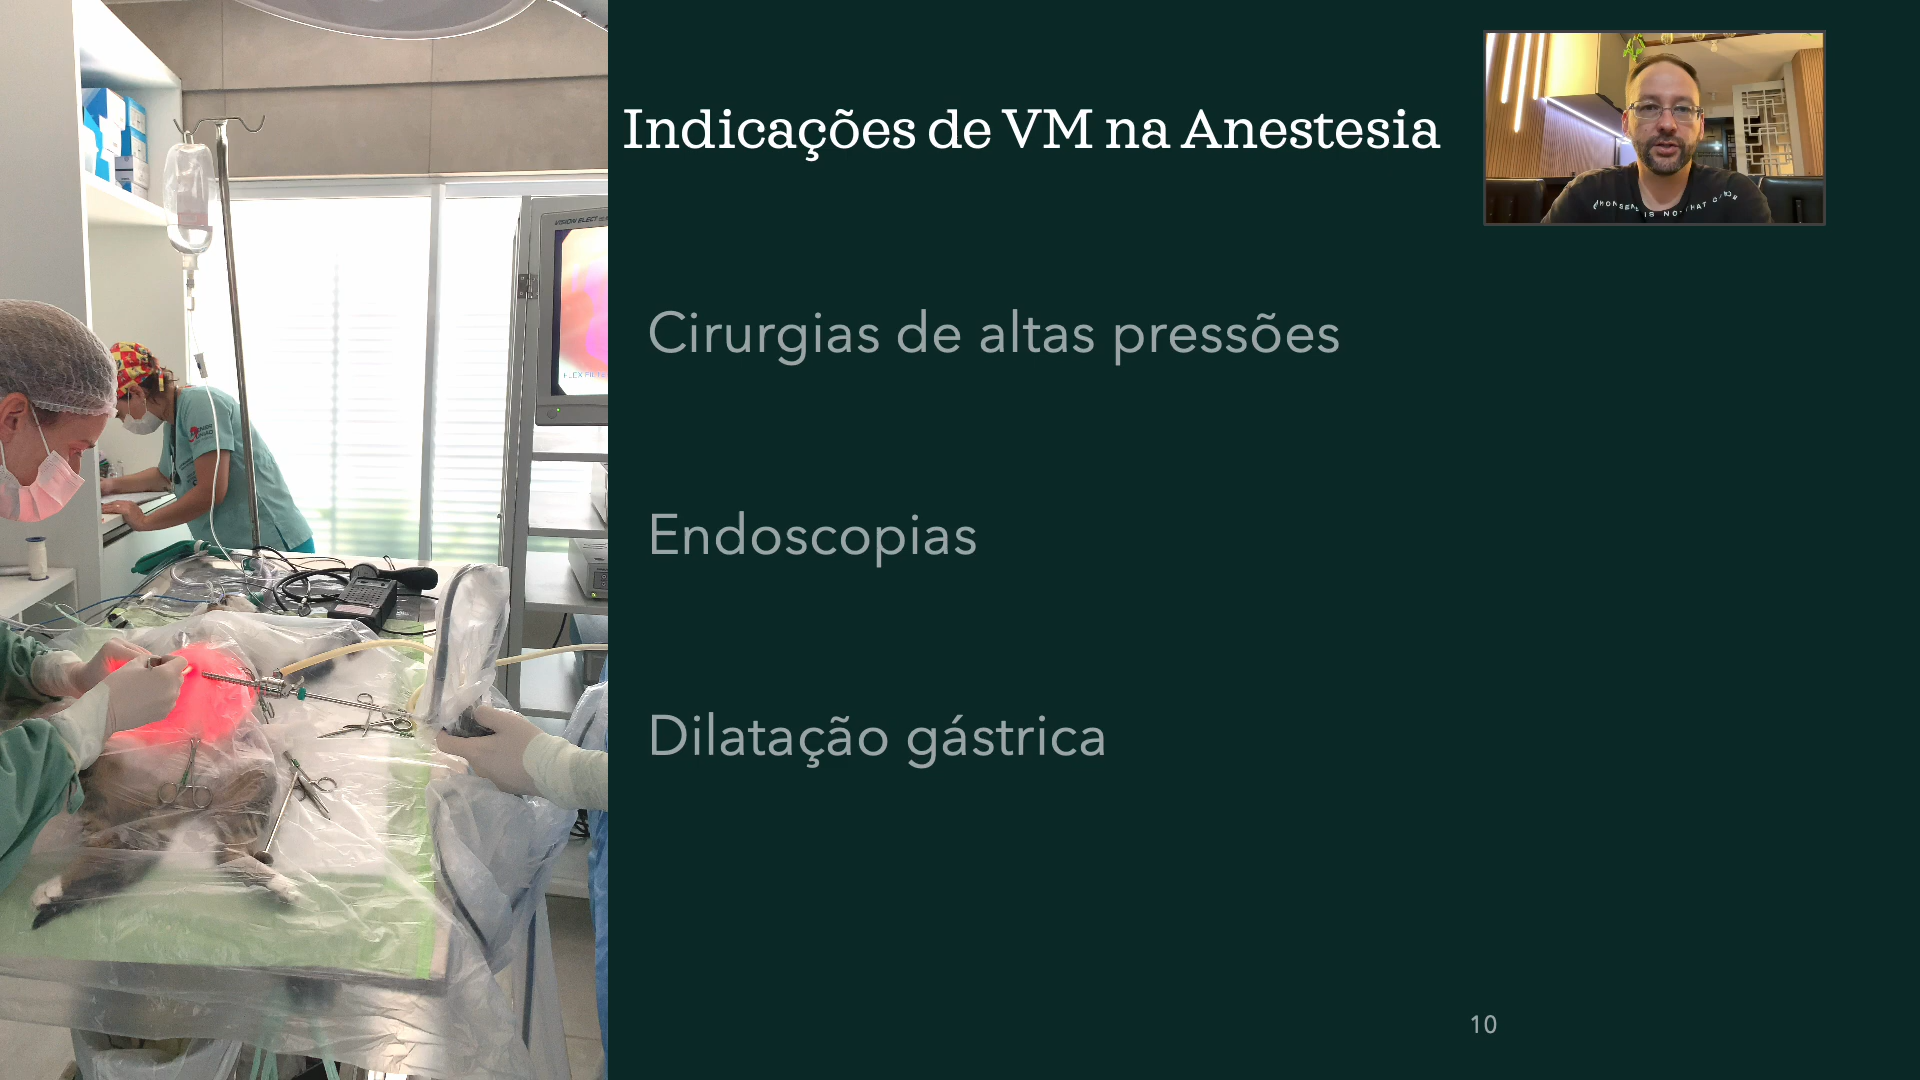 Indicações de VM na Anestesia
Cirurgias de altas pressões
Endoscopias
Dilatação gástrica
10